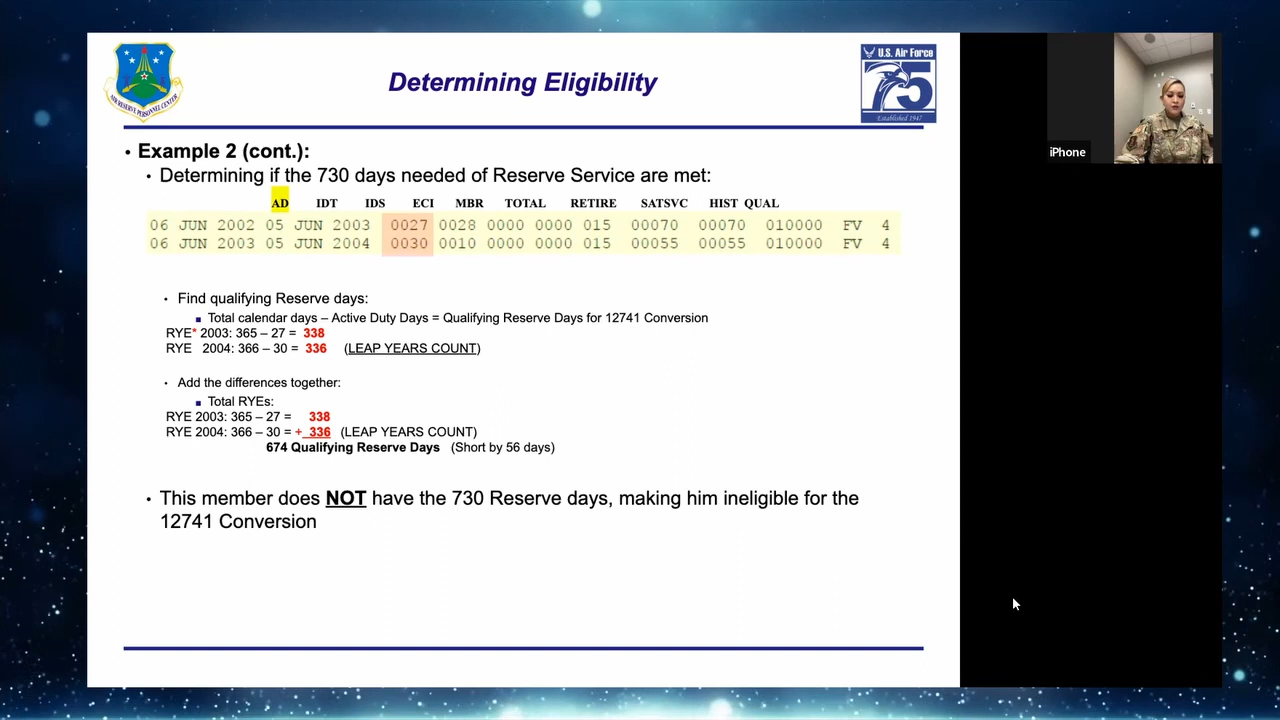 U.S. Air Force
75
Established 1947
AIR RESERVE PERSONNEL CENTER
Determining Eligibility
iPhone
• Example 2 (cont.):
• Determining if the 730 days needed of Reserve Service are met:
AD IDT IDS ECI MBR TOTAL RETIRE SATSVC HIST QUAL
06 JUN 2002 05 JUN 2003 0027 0028 0000 0000 015 00070 00070 010000 FV 4
06 JUN 2003 05 JUN 2004 0030 0010 0000 0000 015 00055 00055 010000 FV 4
• Find qualifying Reserve days:
■ Total calendar days – Active Duty Days = Qualifying Reserve Days for 12741 Conversion
RYE* 2003: 365 – 27 = 338
RYE 2004: 366 – 30 = 336 (LEAP YEARS COUNT)
• Add the differences together:
■ Total RYEs:
RYE 2003: 365 – 27 = 338
RYE 2004: 366 – 30 = + 336 (LEAP YEARS COUNT)
674 Qualifying Reserve Days (Short by 56 days)
• This member does NOT have the 730 Reserve days, making him ineligible for the
12741 Conversion